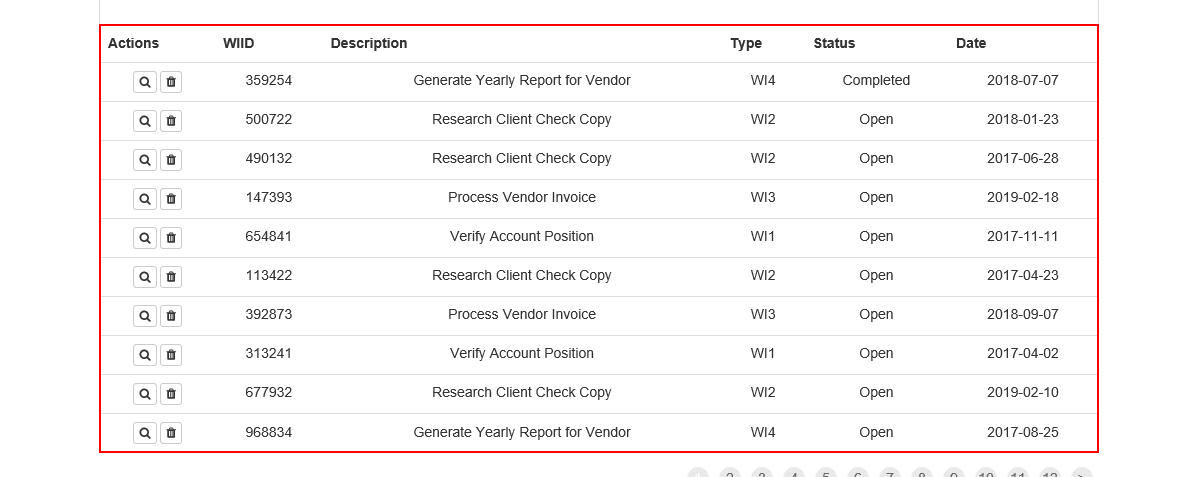 Actions WIID Description Type Status Date
359254 Generate Yearly Report for Vendor WI4 Completed 2018-07-07
500722 Research Client Check Copy WI2 Open 2018-01-23
490132 Research Client Check Copy WI2 Open 2017-06-28
147393 Process Vendor Invoice WI3 Open 2019-02-18
654841 Verify Account Position WI1 Open 2017-11-11
113422 Research Client Check Copy WI2 Open 2017-04-23
392873 Process Vendor Invoice WI3 Open 2018-09-07
313241 Verify Account Position WI1 Open 2017-04-02
677932 Research Client Check Copy WI2 Open 2019-02-10
968834 Generate Yearly Report for Vendor WI4 Open 2017-08-25
1 2 3 4 5 6 7 8 9 10 11 12 >